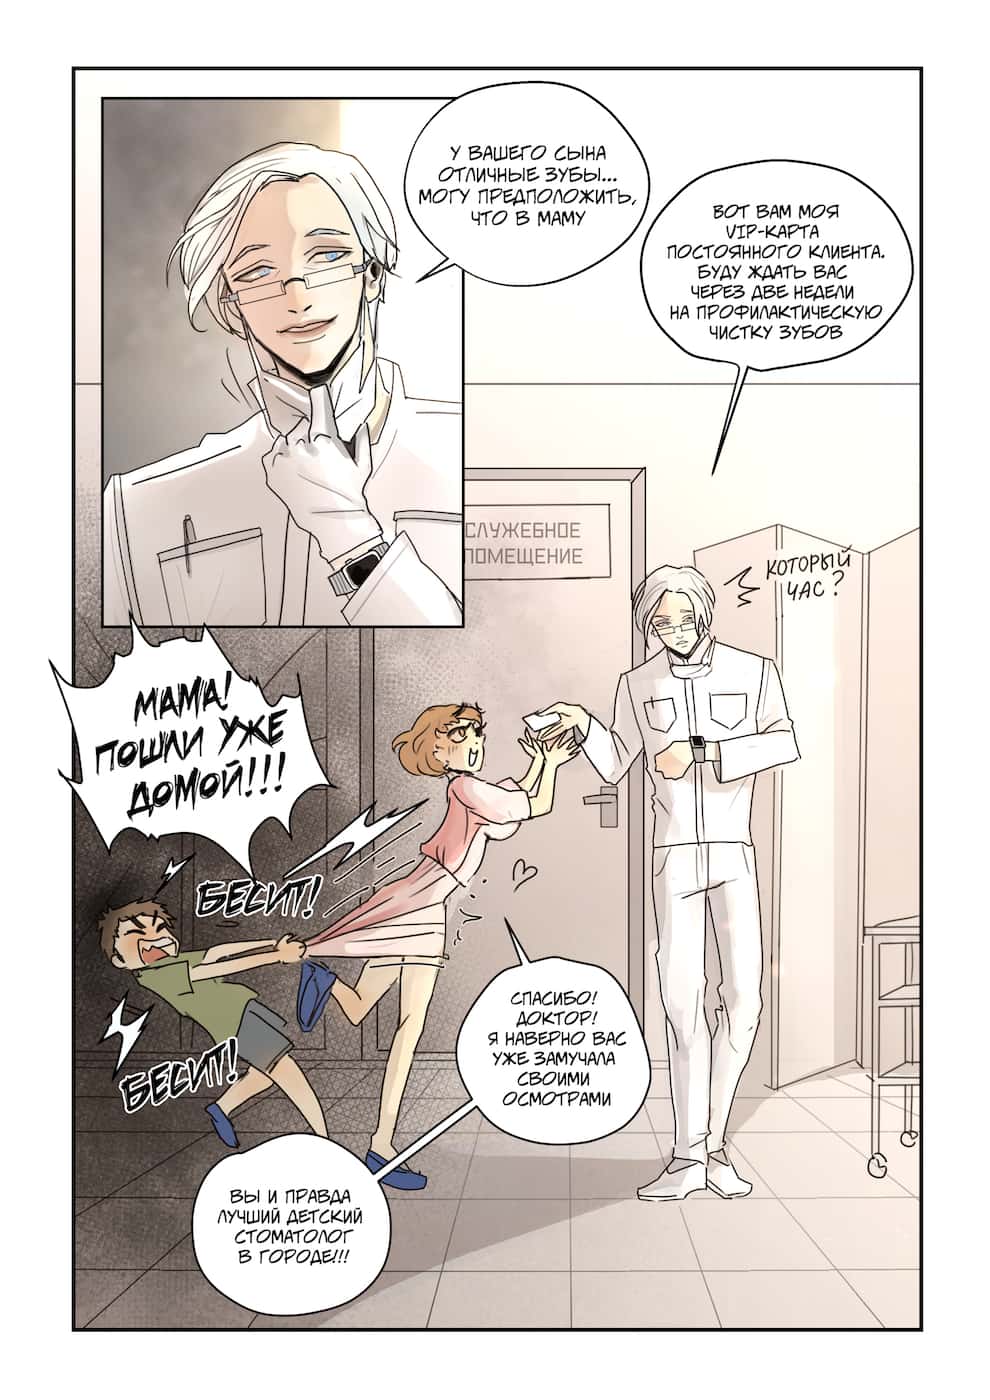 У ВАШЕГО СЫНА
ОТЛИЧНЫЕ ЗУБЫ...
МОГУ ПРЕДПОЛОЖИТЬ,
ЧТО В МАМУ
ВОТ ВАМ МОЯ
VIP-КАРТА
ПОСТОЯННОГО КЛИЕНТА.
БУДУ ЖДАТЬ ВАС
ЧЕРЕЗ ДВЕ НЕДЕЛИ
НА ПРОФИЛАКТИЧЕСКУЮ
ЧИСТКУ ЗУБОВ
СЛУЖЕБНОЕ
ПОМЕЩЕНИЕ
КОТОРЫЙ
ЧАС?
МАМА!
ПОШЛИ УЖЕ
ДОМОЙ!!!
БЕСИТ!
БЕСИТ!
СПАСИБО!
ДОКТОР!
Я НАВЕРНО ВАС
УЖЕ ЗАМУЧАЛА
СВОИМИ
ОСМОТРАМИ
ВЫ И ПРАВДА
ЛУЧШИЙ ДЕТСКИЙ
СТОМАТОЛОГ
В ГОРОДЕ!!!